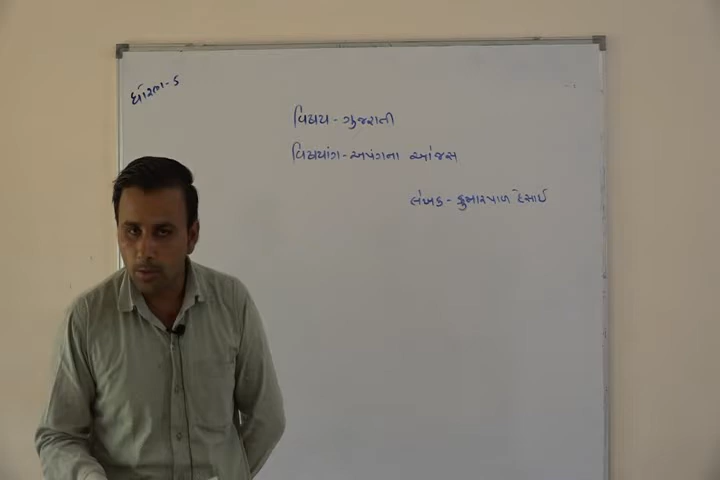 ધોરણ-૬
વિષય - ગુજરાતી
વિષયાંગ - અપંગના ઓજસ
લેખક - કુમારપાળ દેસાઈ